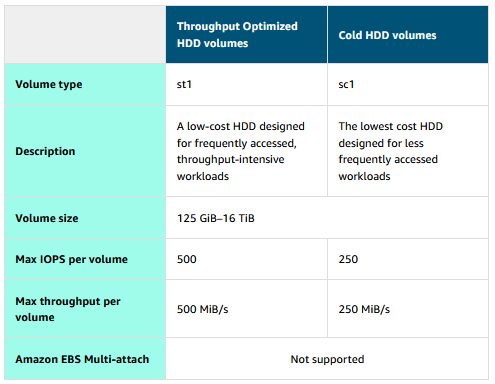 Throughput Optimized
HDD volumes
Cold HDD volumes
Volume type
st1
sc1
Description
A low-cost HDD designed
for frequently accessed,
throughput-intensive
workloads
The lowest cost HDD
designed for less
frequently accessed
workloads
Volume size
125 GiB–16 TiB
Max IOPS per volume
500
250
Max throughput per
volume
500 MiB/s
250 MiB/s
Amazon EBS Multi-attach
Not supported